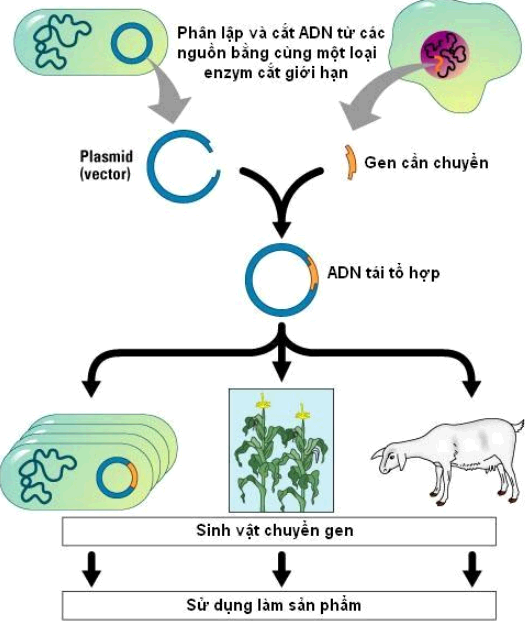 Phân lập và cắt ADN từ các
nguồn bằng cùng một loại
enzym cắt giới hạn
Plasmid
(vector)
Gen cần chuyển
ADN tái tổ hợp
Sinh vật chuyển gen
Sử dụng làm sản phẩm